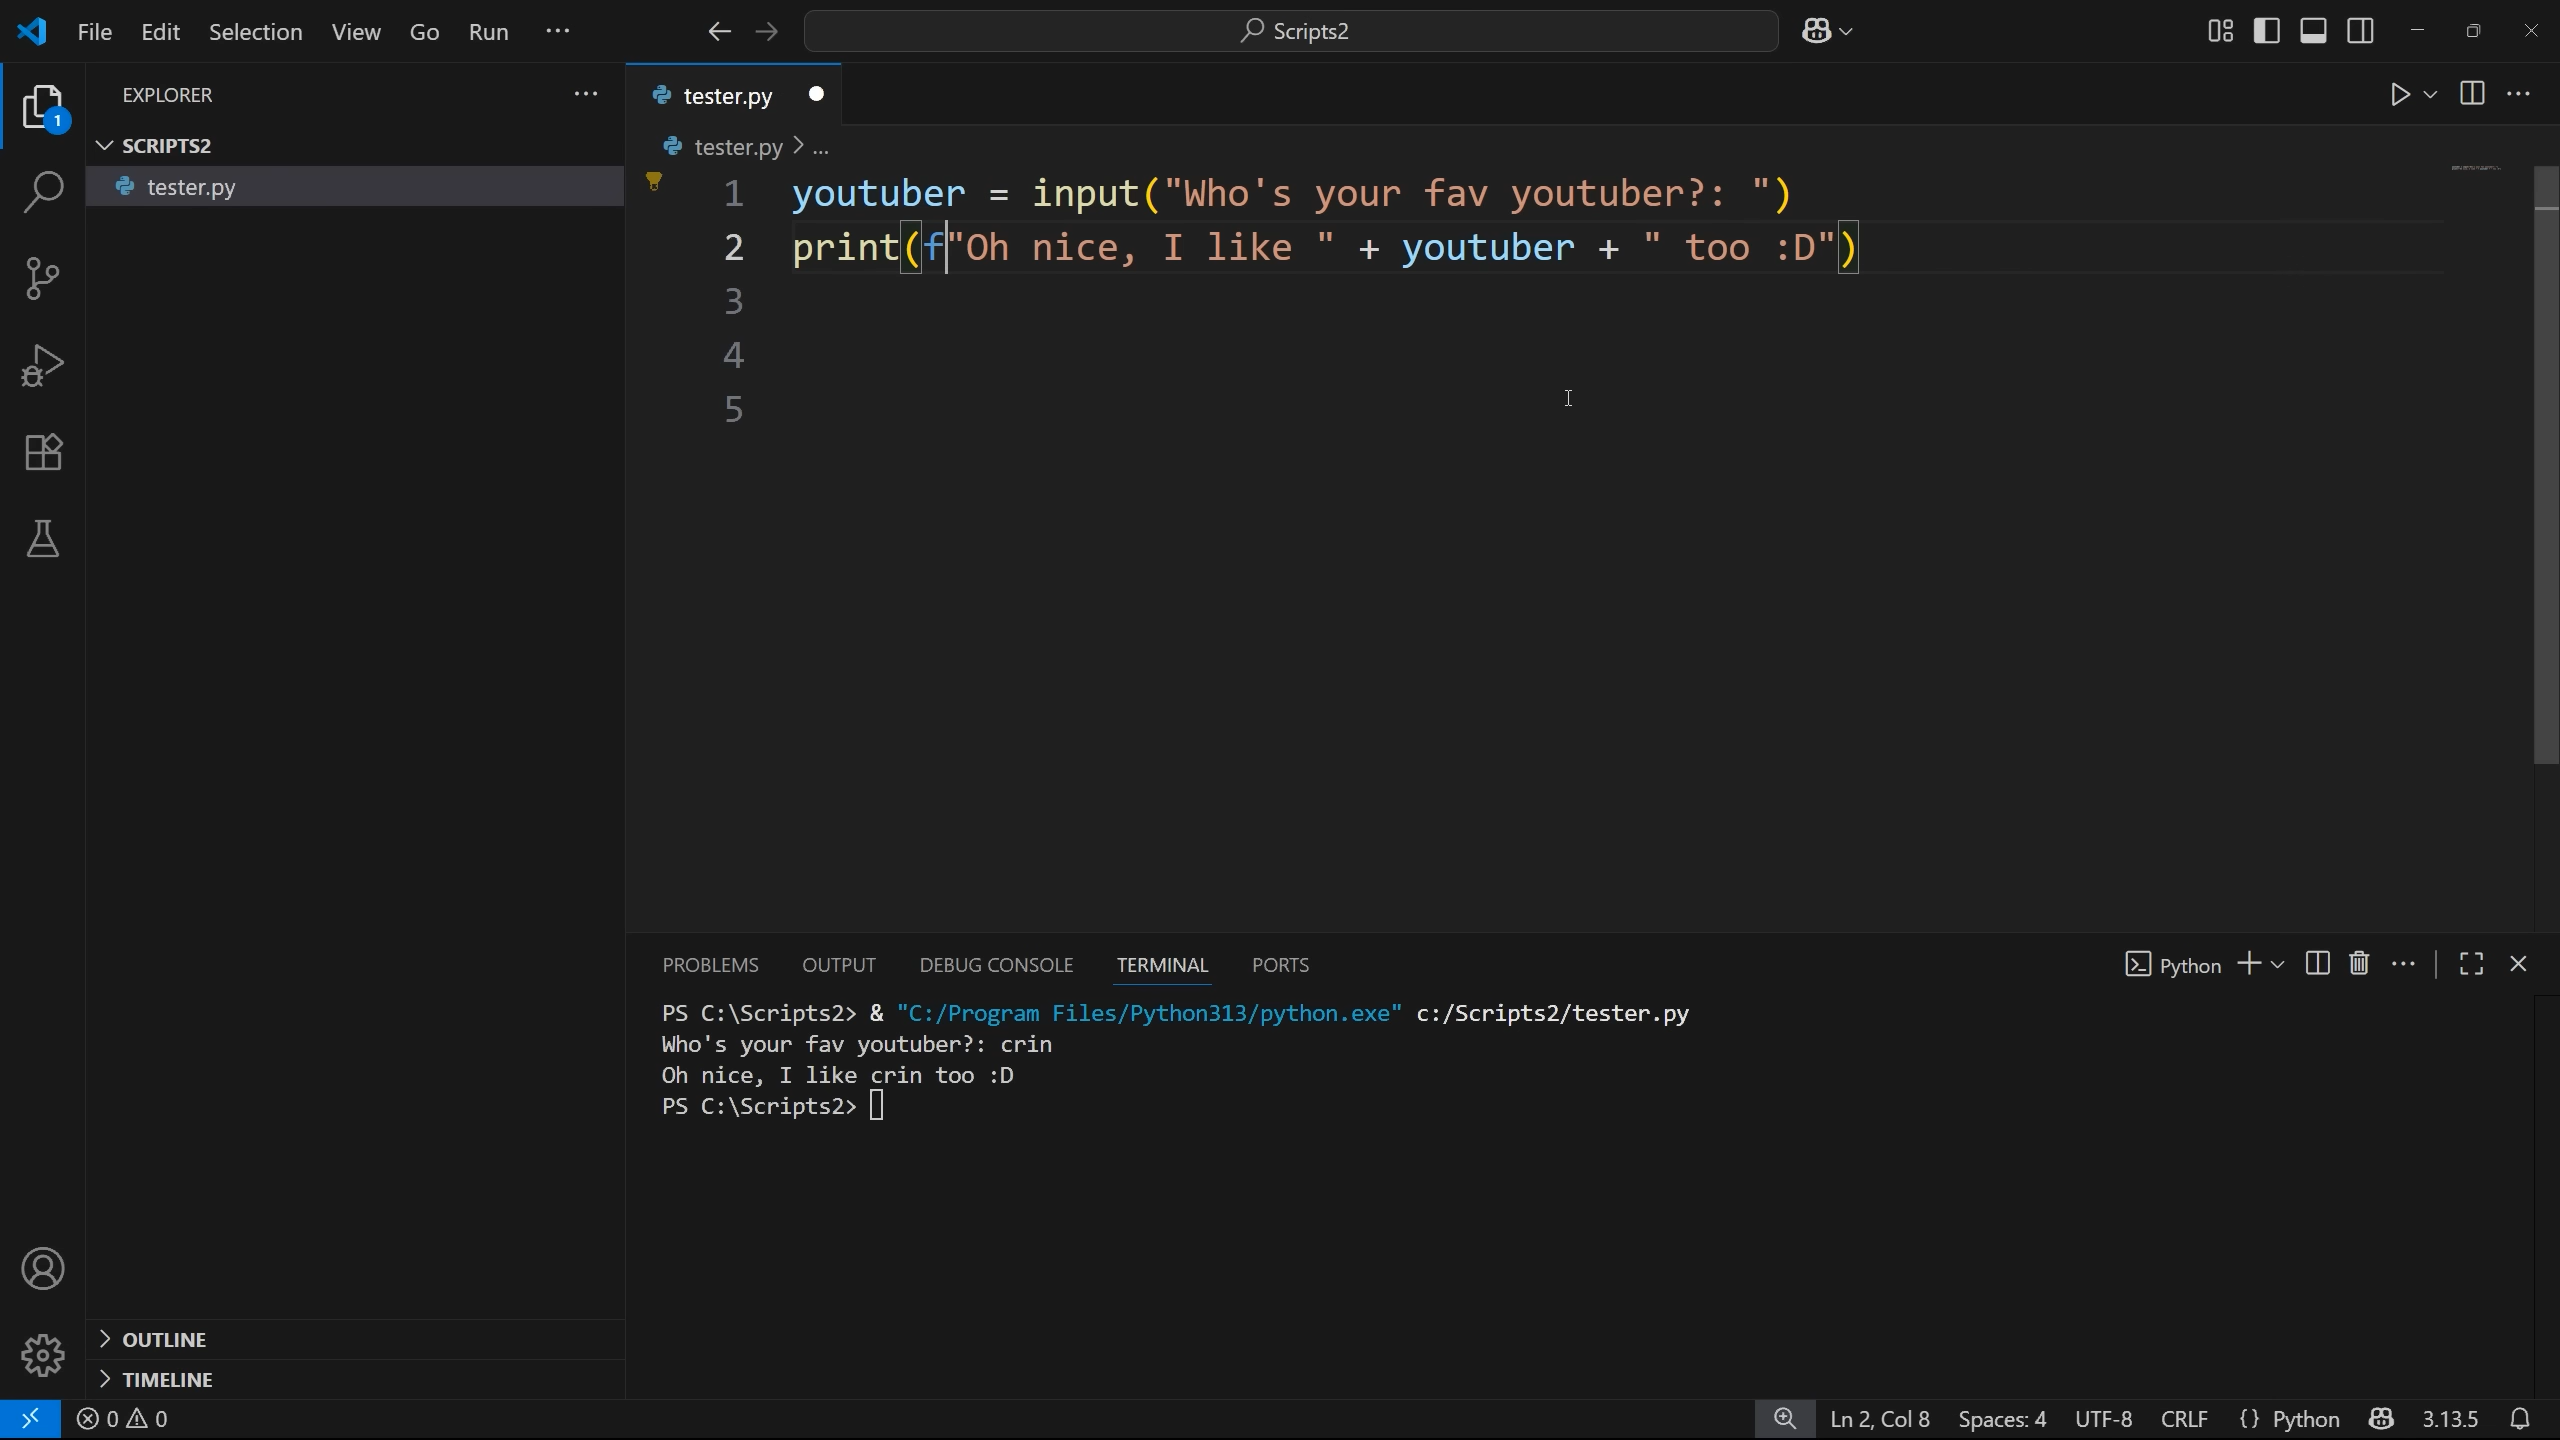 File Edit Selection View Go Run ··· Scripts2
EXPLORER ···
SCRIPTS2
tester.py
1
tester.py
tester.py > ...
1 youtuber = input("Who's your fav youtuber?: ")
2 print(f"Oh nice, I like " + youtuber + " too :D")
3
4
5
PROBLEMS OUTPUT DEBUG CONSOLE TERMINAL PORTS Python
PS C:\Scripts2> & "C:/Program Files/Python313/python.exe" c:/Scripts2/tester.py
Who's your fav youtuber?: crin
Oh nice, I like crin too :D
PS C:\Scripts2>
OUTLINE
TIMELINE
0 0 Ln 2, Col 8 Spaces: 4 UTF-8 CRLF {} Python 3.13.5